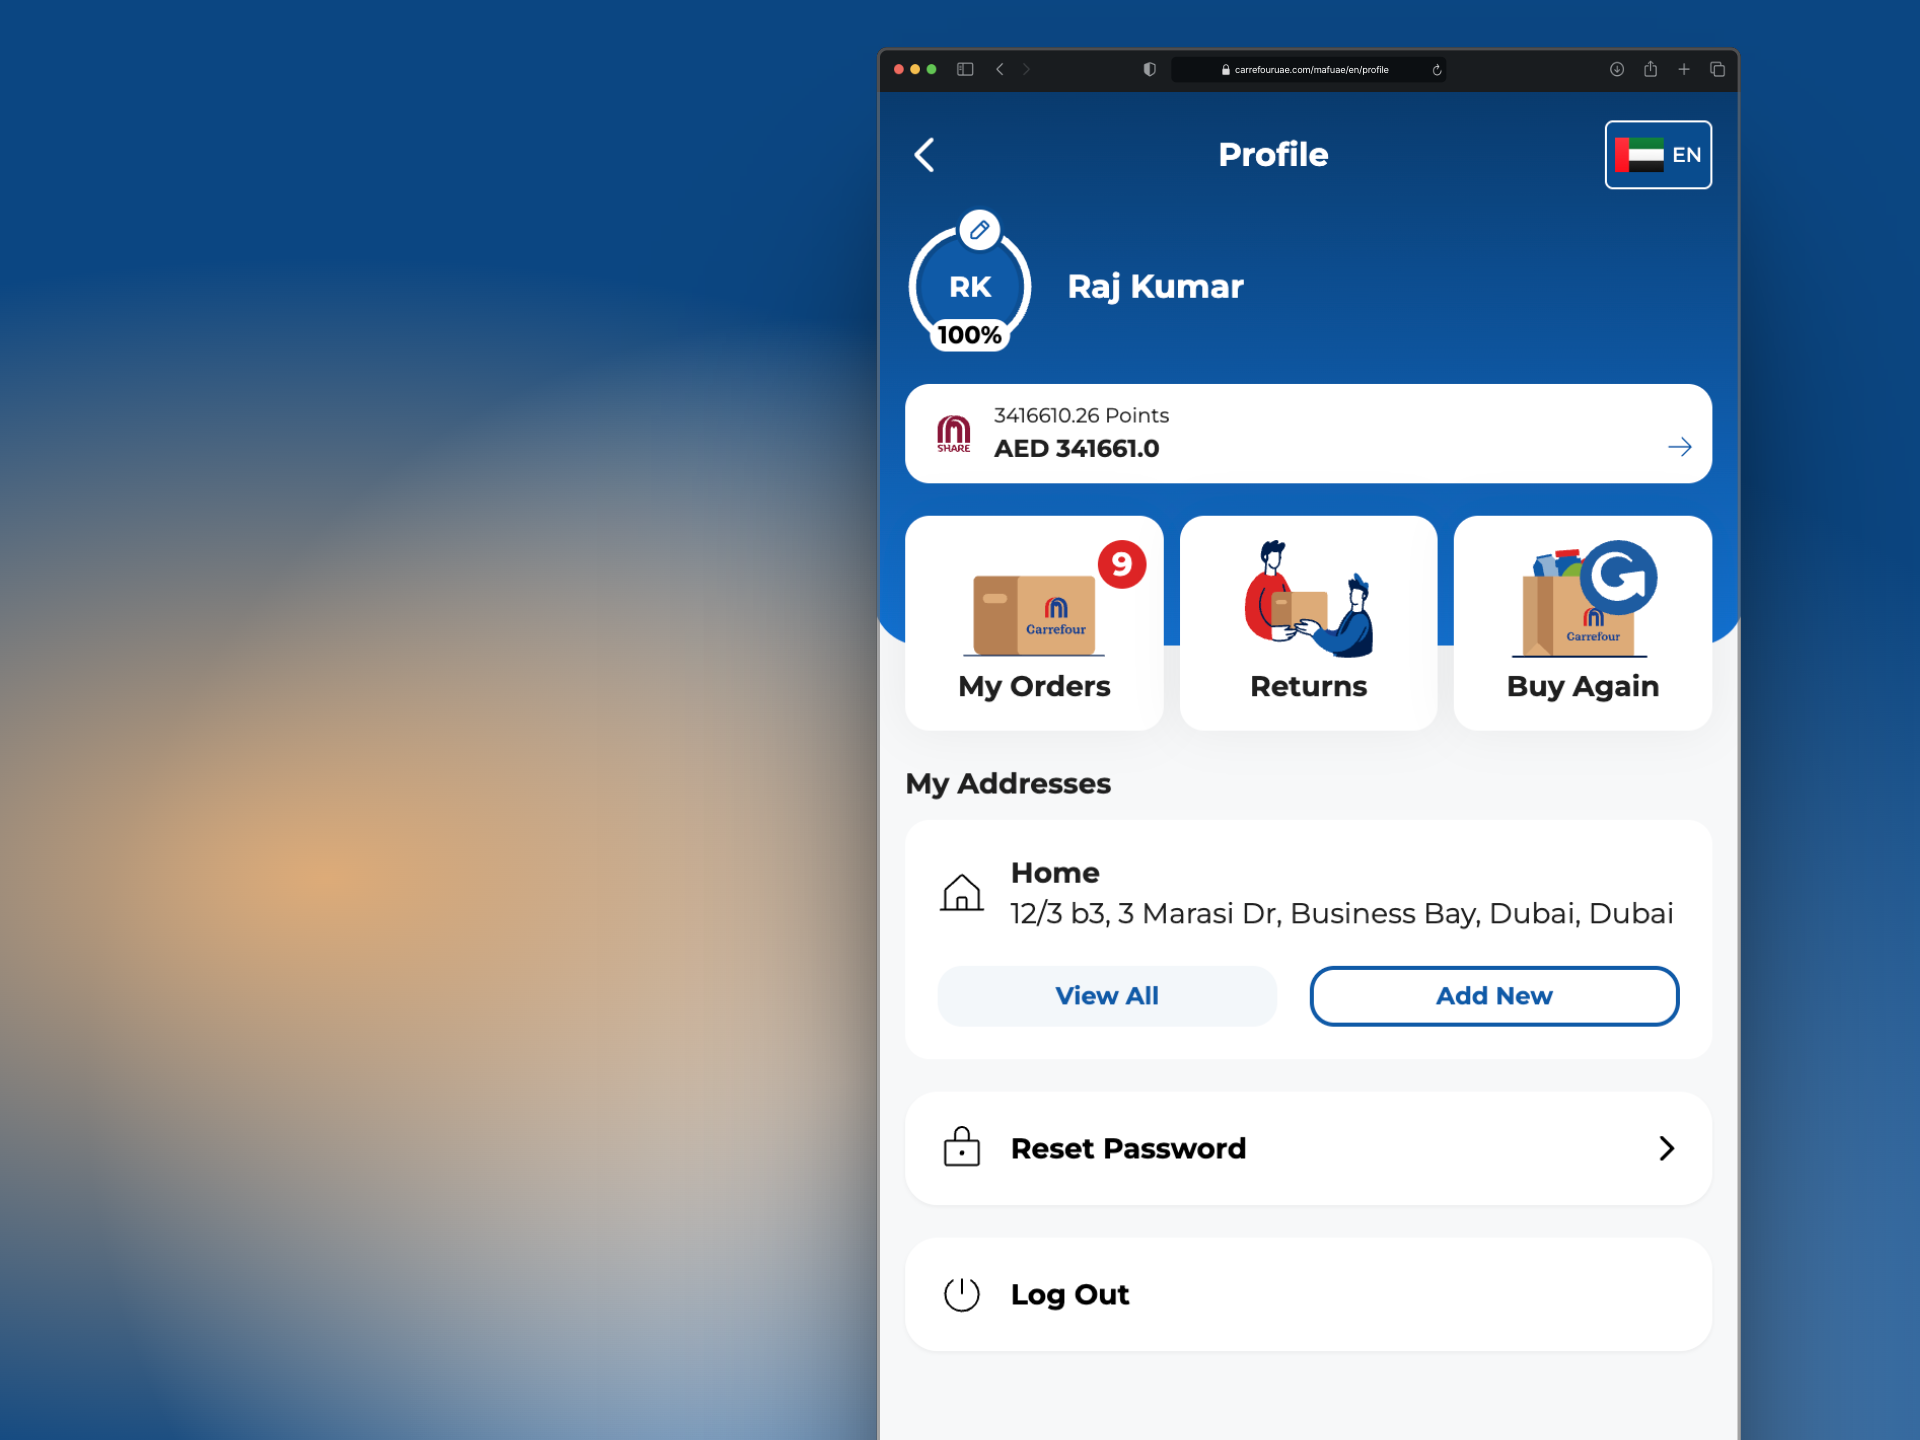 carrefouruae.com/mafuae/en/profile
Profile
EN
RK
100%
Raj Kumar
SHARE
3416610.26 Points
AED 341661.0
9
Carrefour
My Orders
Returns
Carrefour
Buy Again
My Addresses
Home
12/3 b3, 3 Marasi Dr, Business Bay, Dubai, Dubai
View All
Add New
Reset Password
Log Out